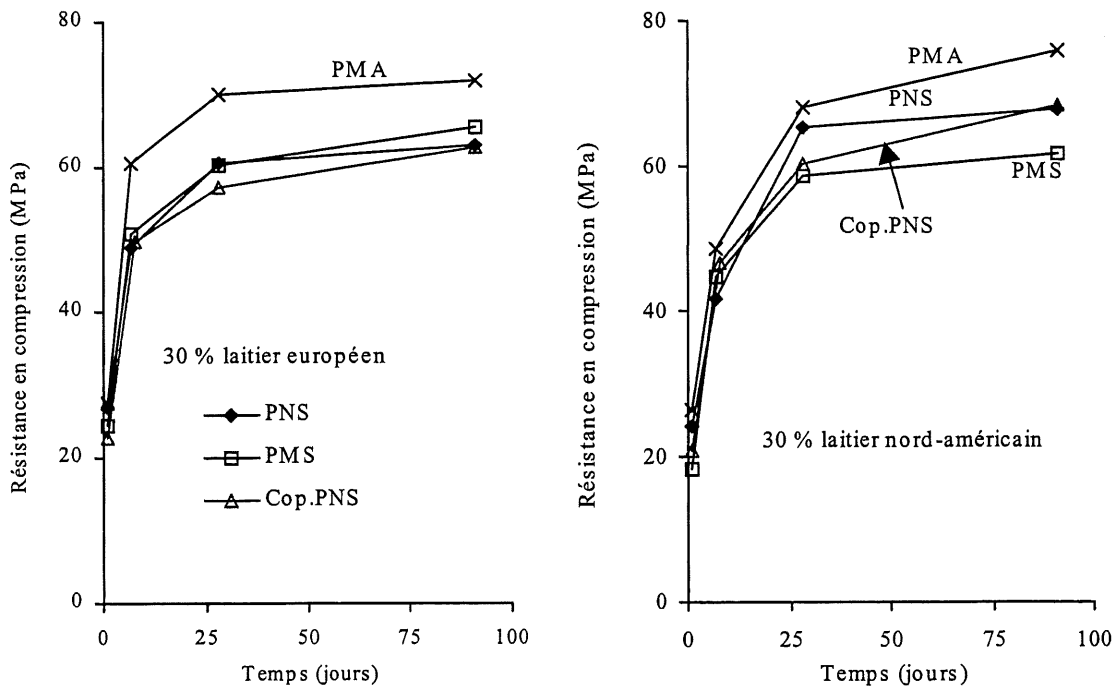 80
60
40
20
0
0
25
50
75
100
Résistance en compression (MPa)
Temps (jours)
PMA
30 % laitier européen
PNS
PMS
Cop.PNS
80
60
40
20
0
0
25
50
75
100
Résistance en compression (MPa)
Temps (jours)
PMA
PNS
PMS
Cop.PNS
30 % laitier nord-américain